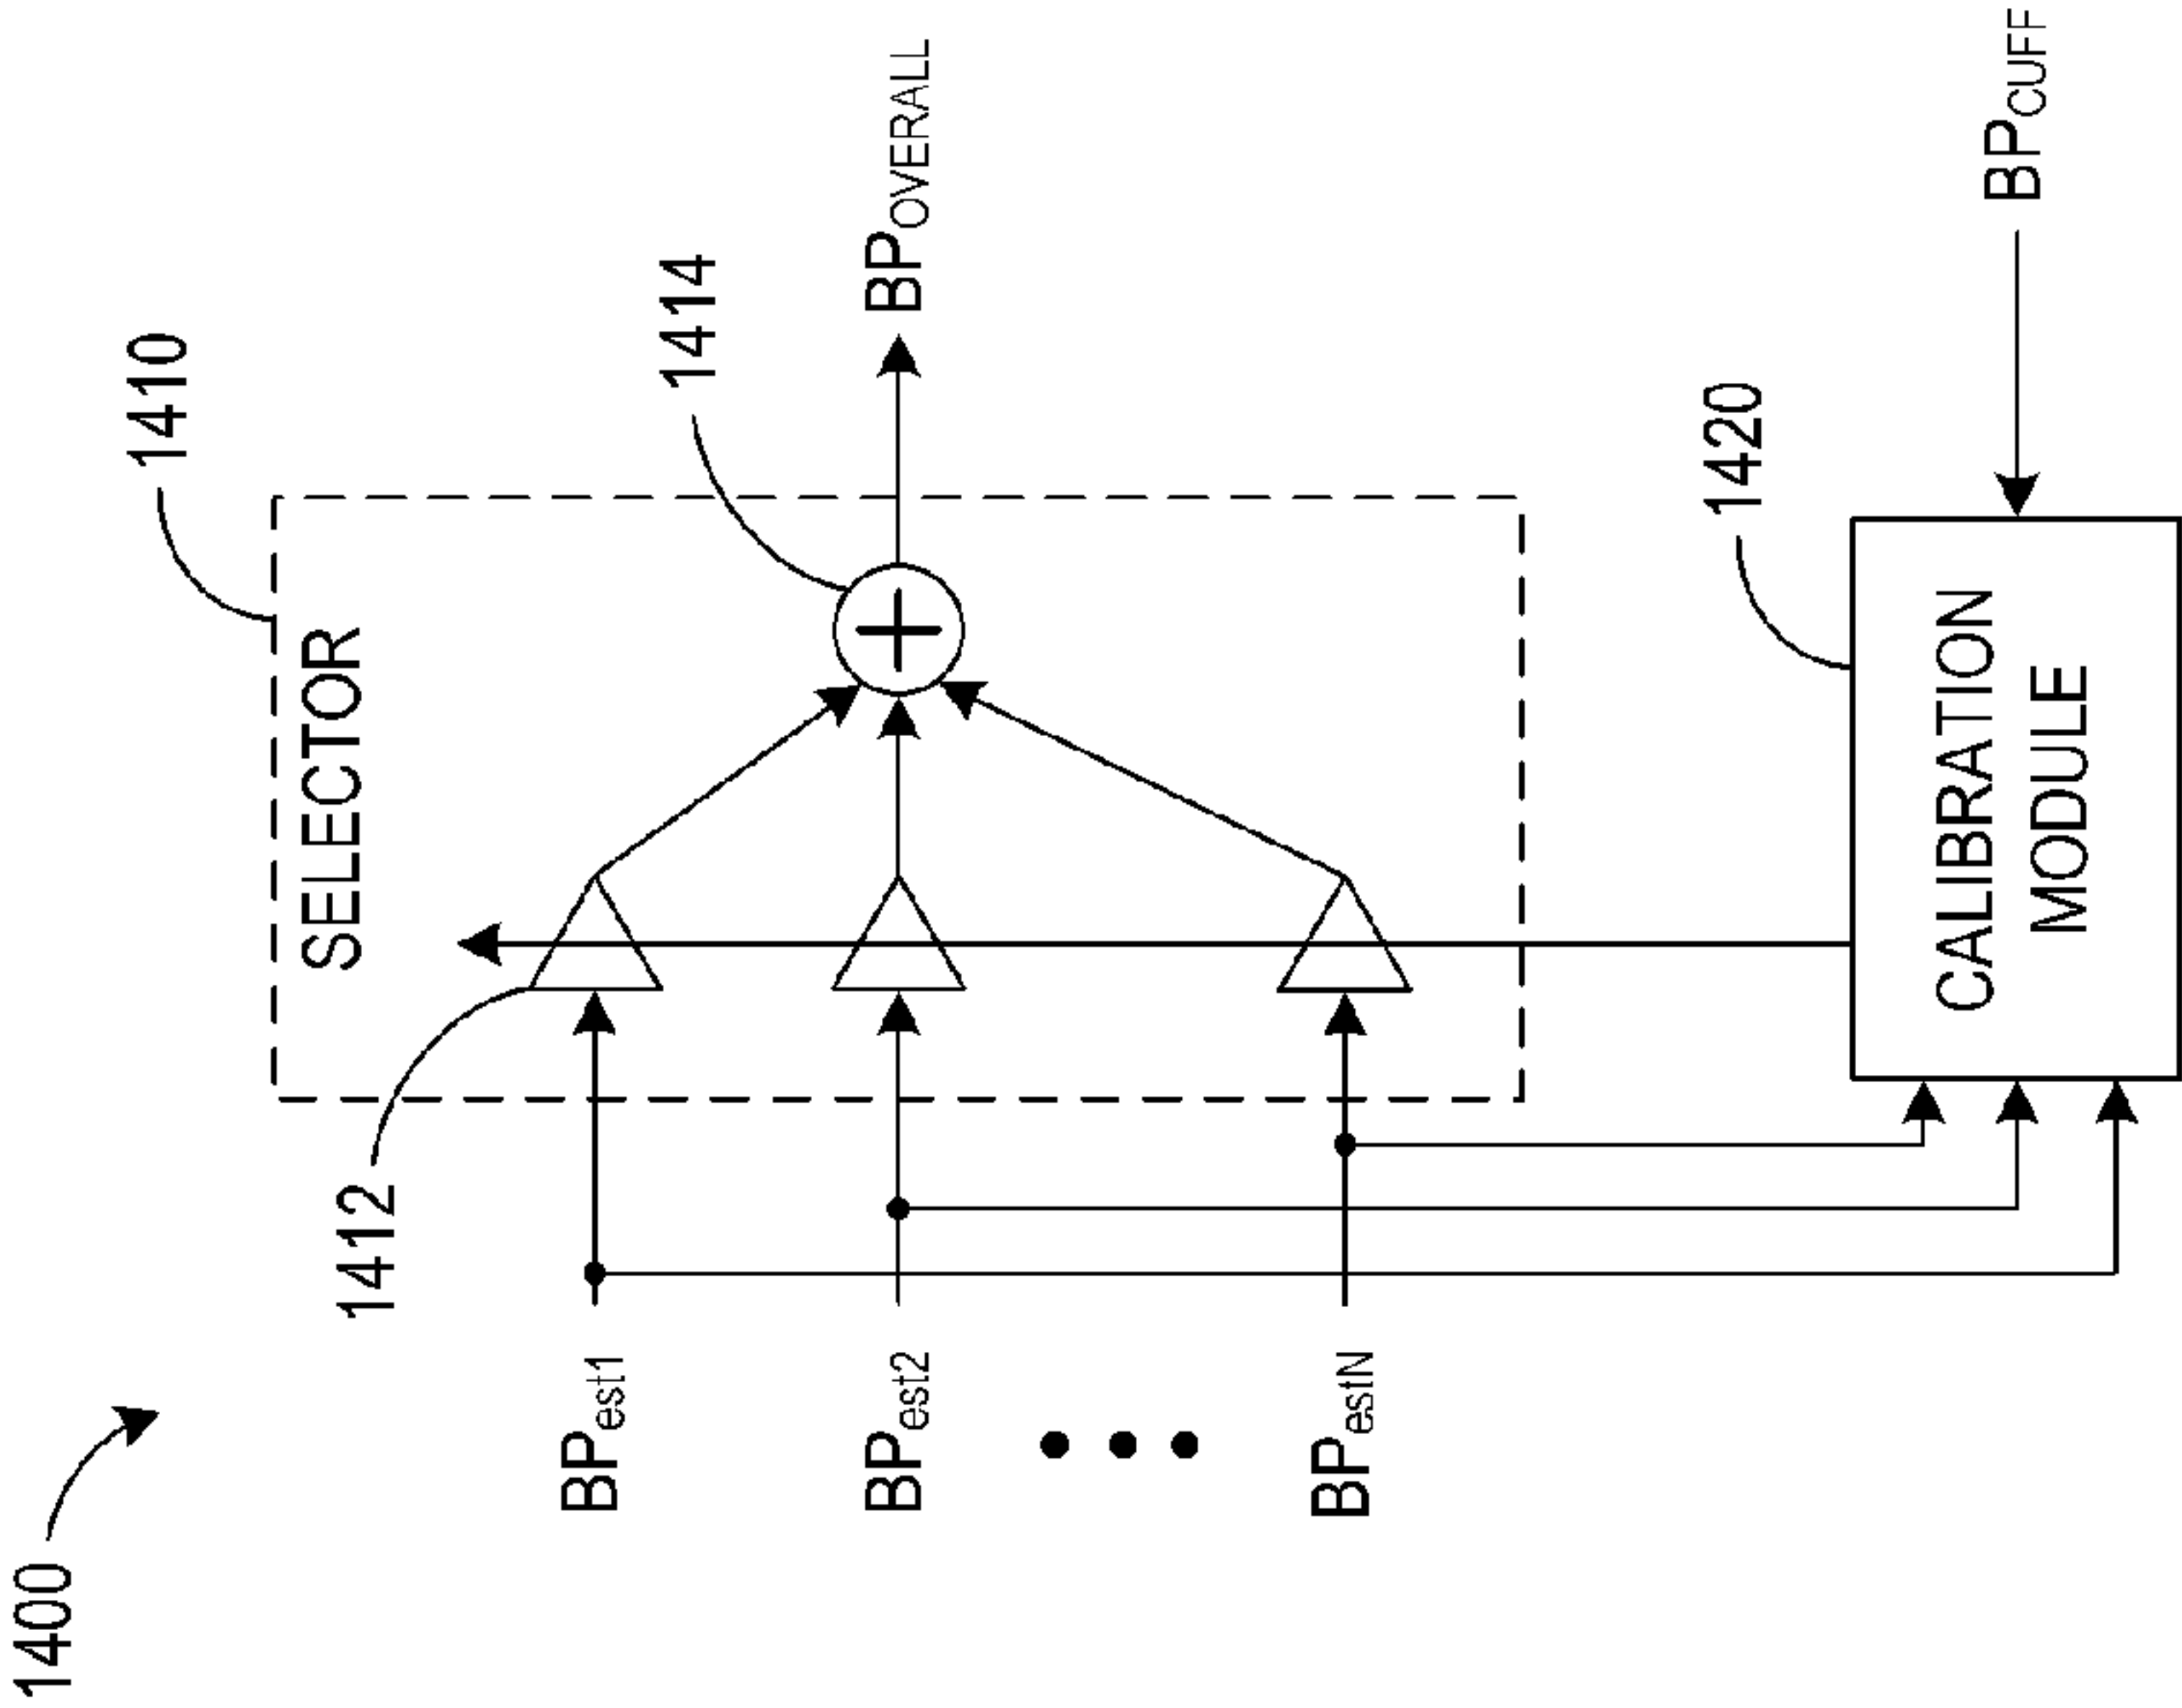 1400
1410
SELECTOR
1412
1414
BPest1
BPest2
BPestN
BPOVERALL
1420
CALIBRATION
MODULE
BPCUFF